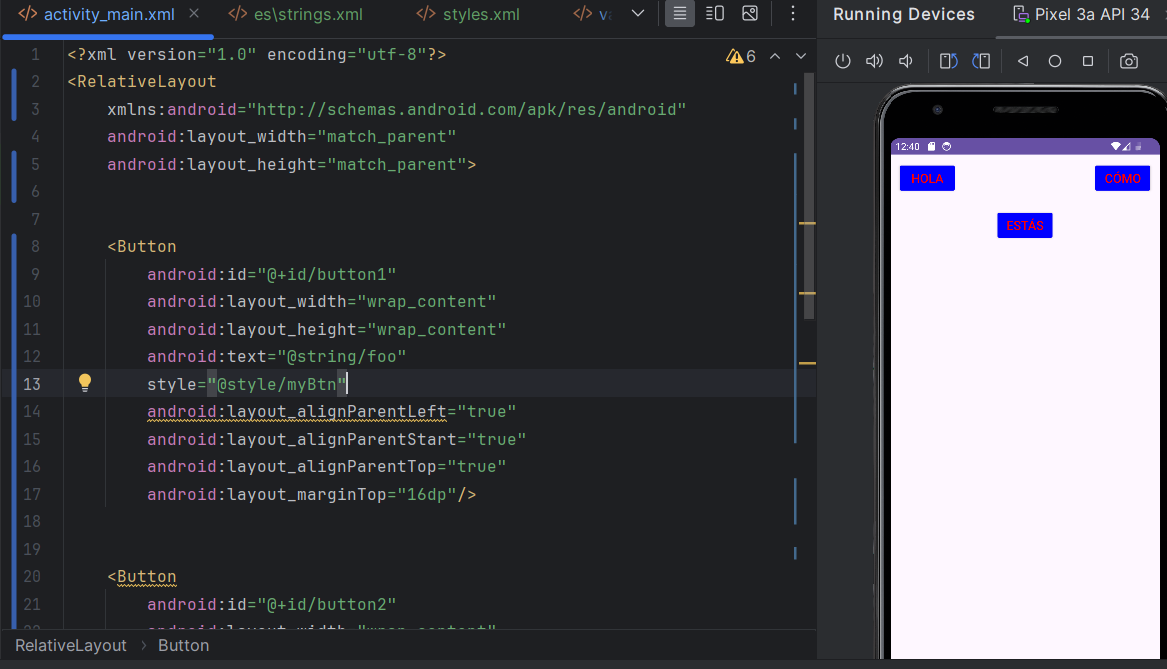 activity_main.xml es\strings.xml styles.xml
Running Devices Pixel 3a API 34
1 <?xml version="1.0" encoding="utf-8"?>
6
2 <RelativeLayout
3 xmlns:android="http://schemas.android.com/apk/res/android"
4 android:layout_width="match_parent"
5 android:layout_height="match_parent">
6
7
8 <Button
9 android:id="@+id/button1"
10 android:layout_width="wrap_content"
11 android:layout_height="wrap_content"
12 android:text="@string/foo"
13 style="@style/myBtn"
14 android:layout_alignParentLeft="true"
15 android:layout_alignParentStart="true"
16 android:layout_alignParentTop="true"
17 android:layout_marginTop="16dp"/>
18
19
20 <Button
21 android:id="@+id/button2"
RelativeLayout > Button
12:40
HOLA CÓMO
ESTÁS